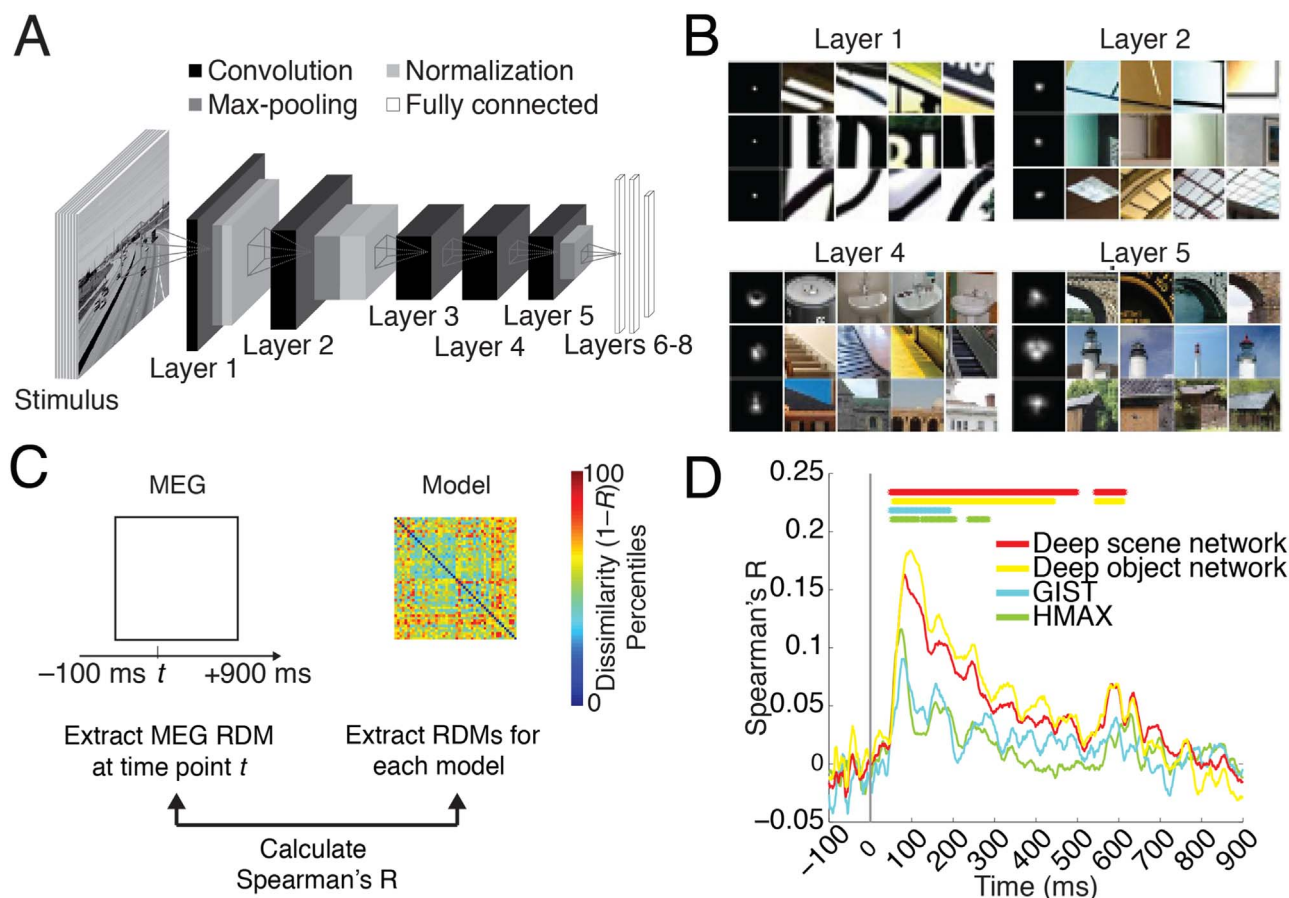 A
Convolution
Normalization
Max-pooling
Fully connected
Layer 1
Layer 2
Layer 3
Layer 4
Layer 5
Layers 6-8
Stimulus
B
Layer 1
Layer 2
Layer 4
Layer 5
C
MEG
Model
100
Dissimilarity (1−R)
Percentiles
0
−100 ms
t
+900 ms
Extract MEG RDM
at time point t
Extract RDMs for
each model
Calculate
Spearman's R
D
0.25
0.2
0.15
0.1
0.05
0
−0.05
Spearman's R
Deep scene network
Deep object network
GIST
HMAX
-100
0
100
200
300
400
500
600
700
800
900
Time (ms)